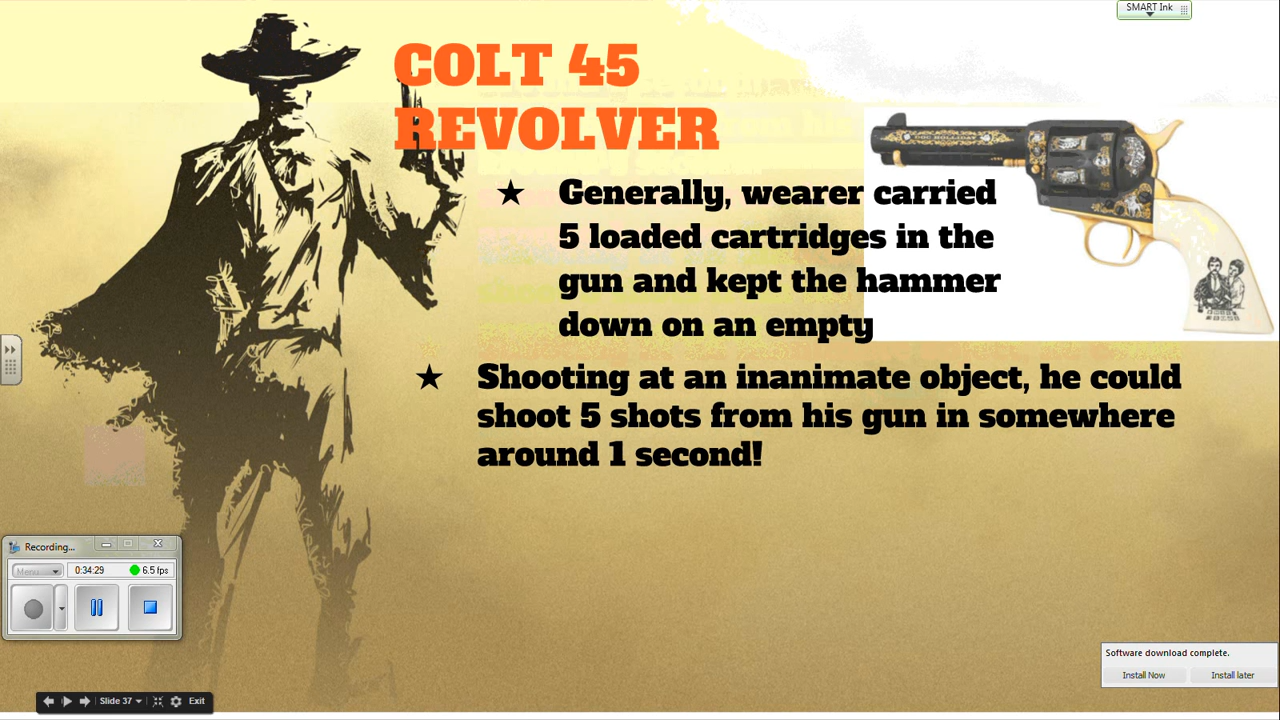 SMART Ink
COLT 45
REVOLVER
DOC HOLLIDAY
★ Generally, wearer carried
5 loaded cartridges in the
gun and kept the hammer
down on an empty
★ Shooting at an inanimate object, he could
shoot 5 shots from his gun in somewhere
around 1 second!
Recording...
Menu
0:34:29
6.5 fps
Software download complete.
Install Now
Install later
Slide 37
Exit